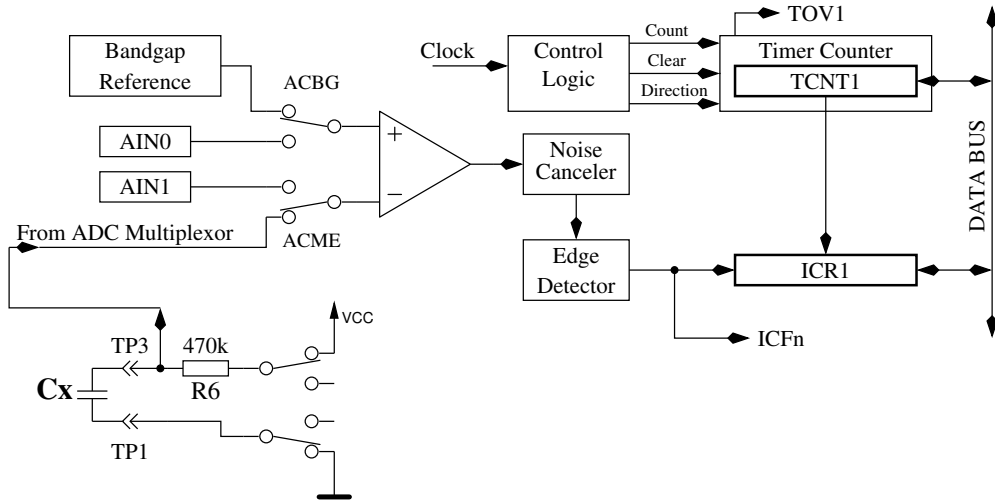 TOV1
Bandgap
Reference
ACBG
Clock
Control
Logic
Count
Clear
Direction
Timer Counter
TCNT1
AIN0
AIN1
+
−
Noise
Canceler
DATA BUS
From ADC Multiplexor
ACME
Edge
Detector
ICR1
ICFn
VCC
TP3
470k
R6
Cx
TP1